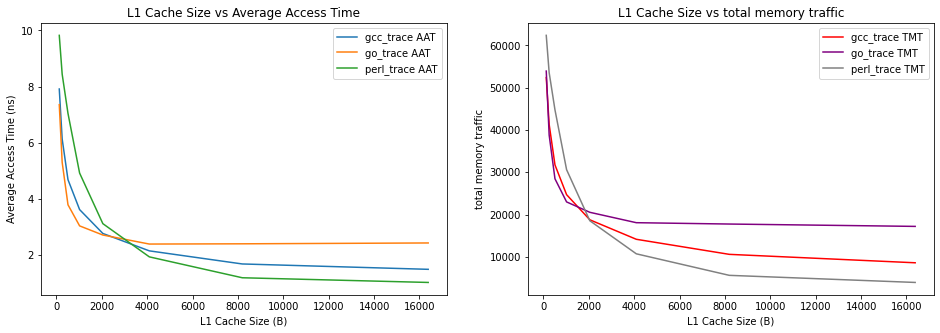 L1 Cache Size vs Average Access Time
Average Access Time (ns)
10
8
6
4
2
gcc_trace AAT
go_trace AAT
perl_trace AAT
0 2000 4000 6000 8000 10000 12000 14000 16000
L1 Cache Size (B)
L1 Cache Size vs total memory traffic
total memory traffic
60000
50000
40000
30000
20000
10000
gcc_trace TMT
go_trace TMT
perl_trace TMT
0 2000 4000 6000 8000 10000 12000 14000 16000
L1 Cache Size (B)